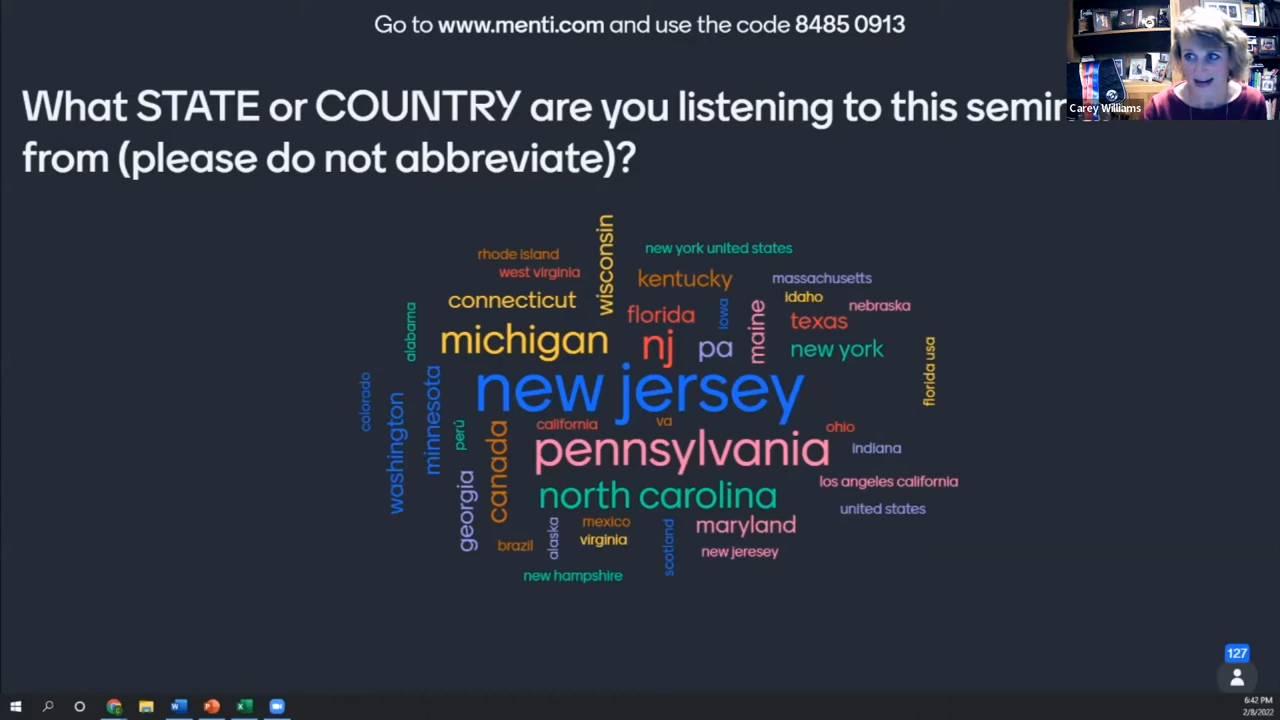 Go to www.menti.com and use the code 8485 0913
Carey Williams
What STATE or COUNTRY are you listening to this semin
from (please do not abbreviate)?
wisconsin
rhode island
new york united states
west virginia
kentucky
massachusetts
connecticut
idaho
nebraska
alabama
florida
iowa
maine
texas
michigan
nj
pa
new york
florida usa
colorado
new jersey
washington
minnesota
perú
california
va
ohio
canada
pennsylvania
indiana
georgia
los angeles california
north carolina
united states
mexico
maryland
brazil
alaska
virginia
scotland
new jeresey
new hampshire
127
6:42 PM
2/8/2022